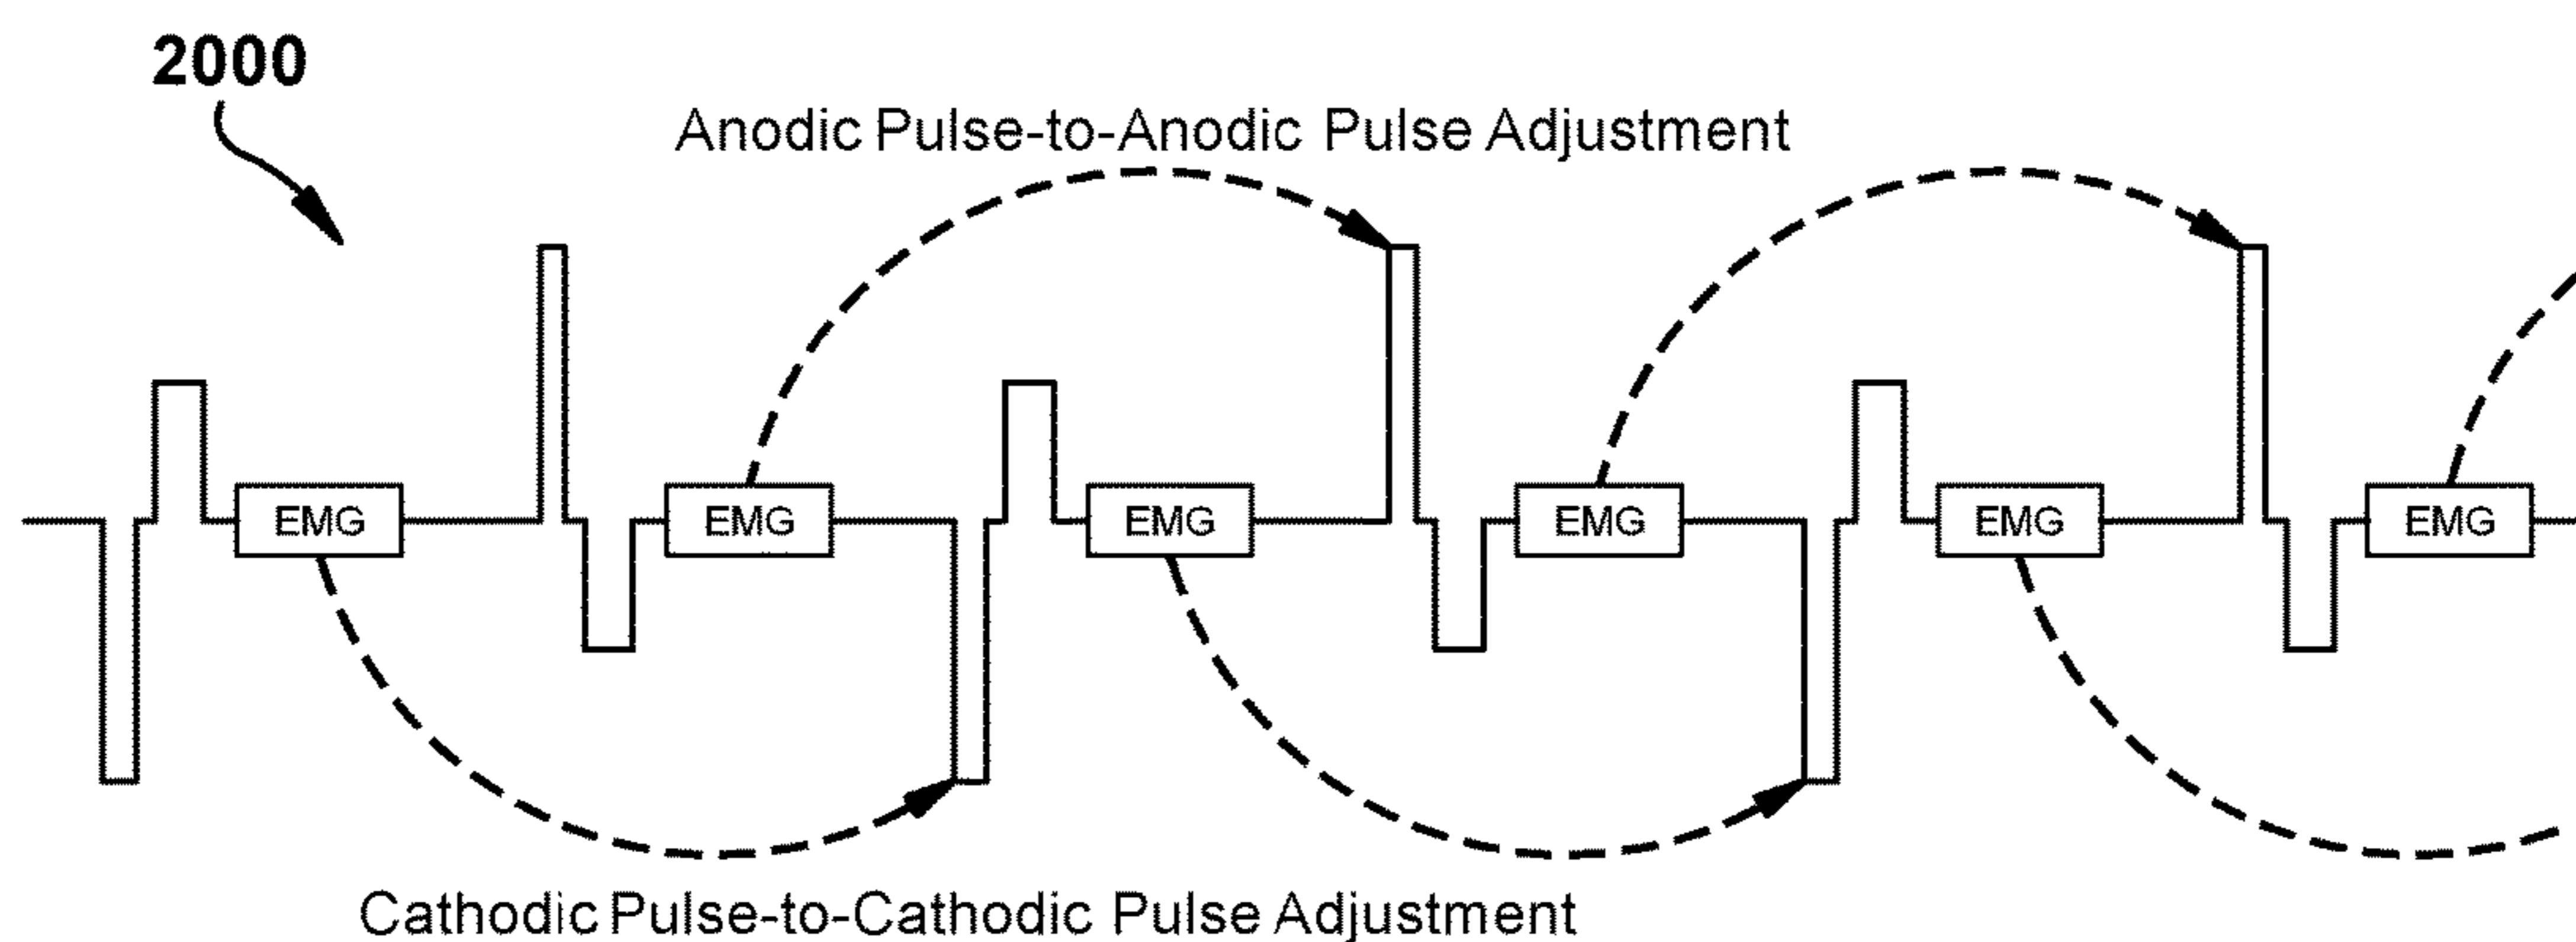 2000
Anodic Pulse-to-Anodic Pulse Adjustment
EMG EMG EMG EMG EMG EMG
Cathodic Pulse-to-Cathodic Pulse Adjustment